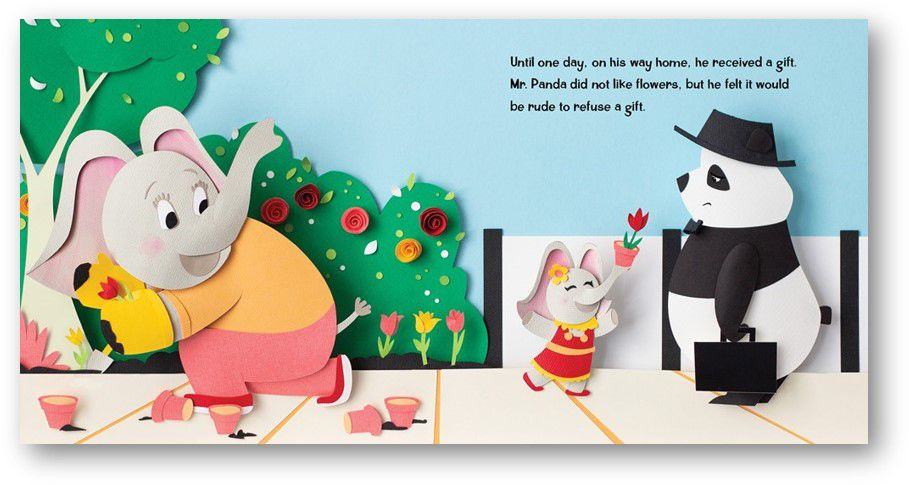 Until one day, on his way home, he received a gift.
Mr. Panda did not like flowers, but he felt it would
be rude to refuse a gift.